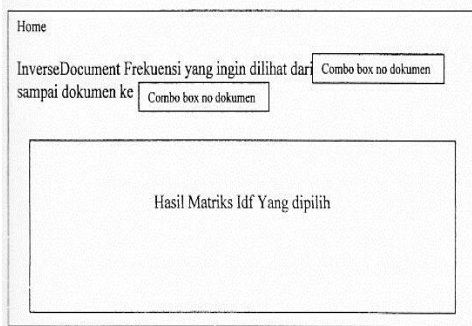 Home
InverseDocument Frekuensi yang ingin dilihat dari Combo box no dokumen
sampai dokumen ke Combo box no dokumen
Hasil Matriks Idf Yang dipilih